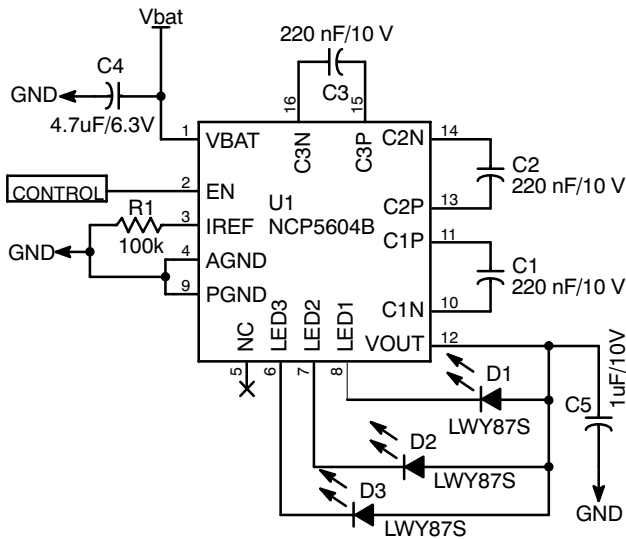 Vbat
220 nF/10 V
C4
GND
4.7uF/6.3V
C3
16
15
1
VBAT
C3N
C3P
C2N
14
C2
220 nF/10 V
CONTROL
2
EN
U1
NCP5604B
C2P
13
R1
100k
3
IREF
C1P
11
GND
4
AGND
C1
220 nF/10 V
9
PGND
C1N
10
NC
LED3
LED2
LED1
VOUT
12
5
6
7
8
1uF/10V
D1
LWY87S
C5
D2
LWY87S
D3
LWY87S
GND